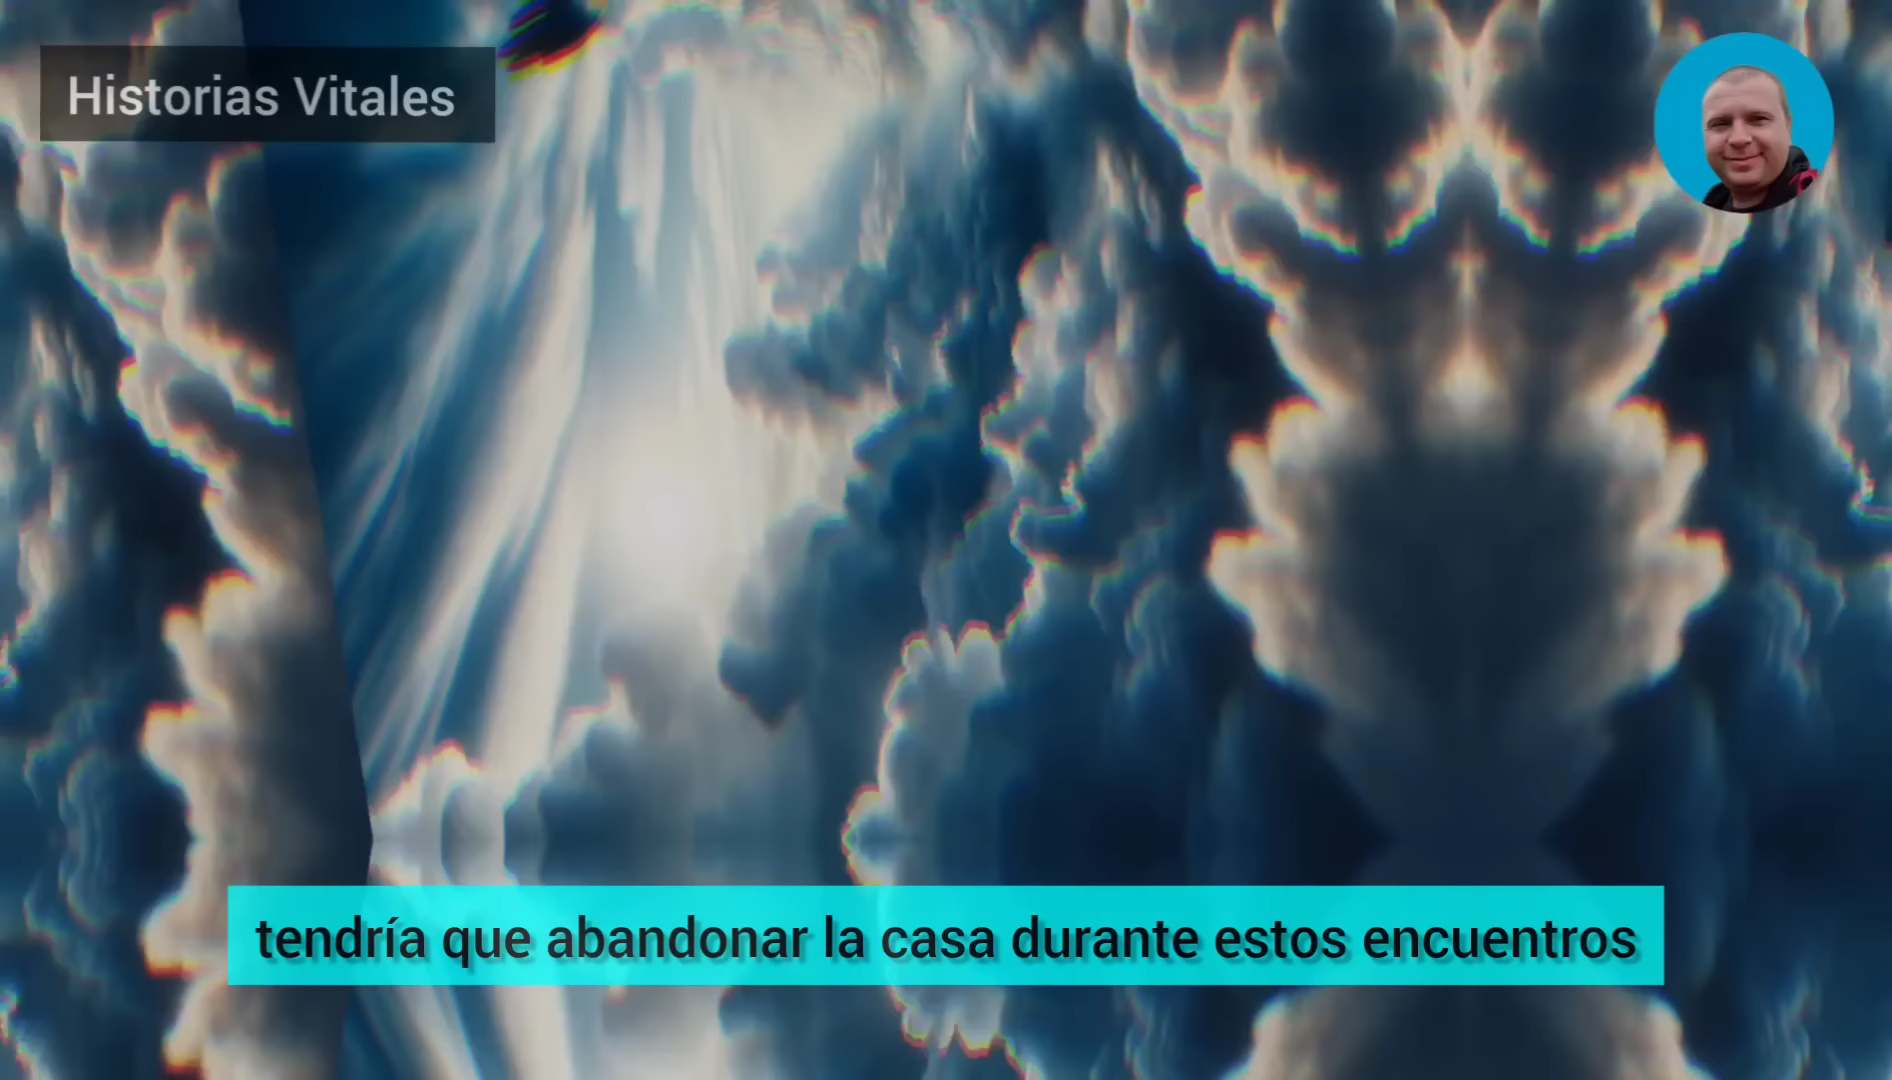 Historias Vitales
tendría que abandonar la casa durante estos encuentros